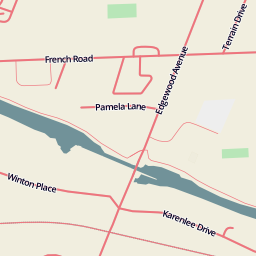 Terrain Drive
French Road
Edgewood Avenue
Pamela Lane
Winton Place
Karenlee Drive